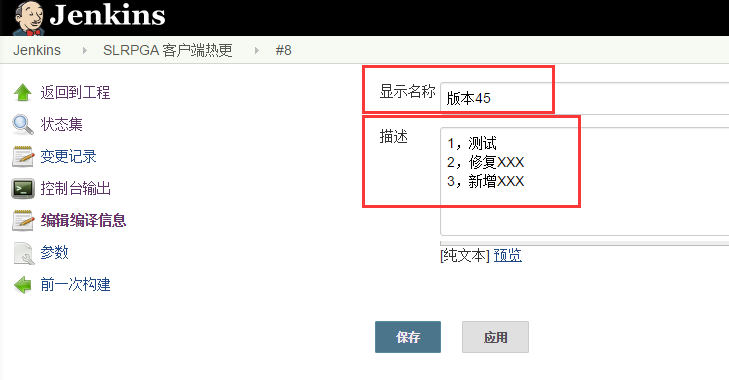 Jenkins
Jenkins SLRPGA 客户端热更 #8
返回到工程
状态集
变更记录
控制台输出
编辑编译信息
参数
前一次构建
显示名称 版本45
描述
1，测试
2，修复XXX
3，新增XXX
[纯文本] 预览
保存 应用